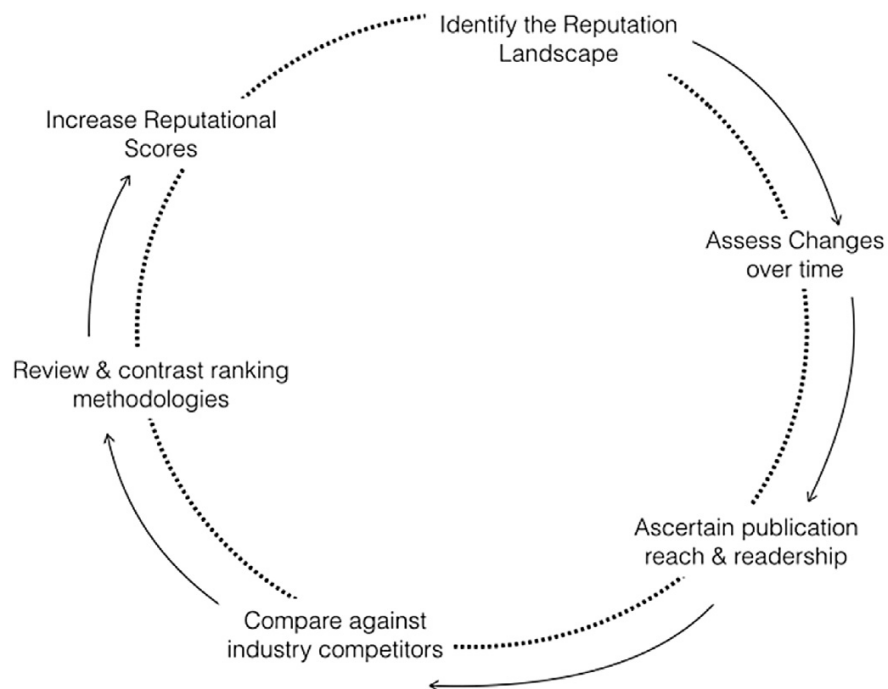 Identify the Reputation
Landscape
Assess Changes
over time
Ascertain publication
reach & readership
Compare against
industry competitors
Review & contrast ranking
methodologies
Increase Reputational
Scores